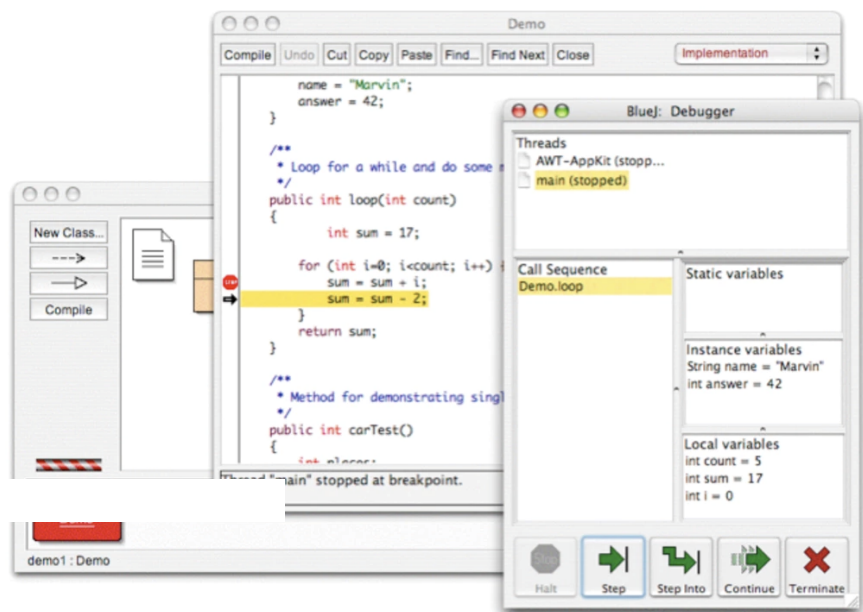 Demo
Compile Undo Cut Copy Paste Find... Find Next Close Implementation
name = "Marvin";
answer = 42;
}
/**
* Loop for a while and do some
*/
public int loop(int count)
{
int sum = 17;
for (int i=0; i<count; i++) {
sum = sum + i;
sum = sum - 2;
}
return sum;
}
/**
* Method for demonstrating singl
*/
public int carTest()
{
int places;
Thread "main" stopped at breakpoint.
New Class...
Compile
demo1 : Demo
BlueJ: Debugger
Threads
AWT-AppKit (stopp...
main (stopped)
Call Sequence
Demo.loop
Static variables
Instance variables
String name = "Marvin"
int answer = 42
Local variables
int count = 5
int sum = 17
int i = 0
Stop
Halt Step Step Into Continue Terminate